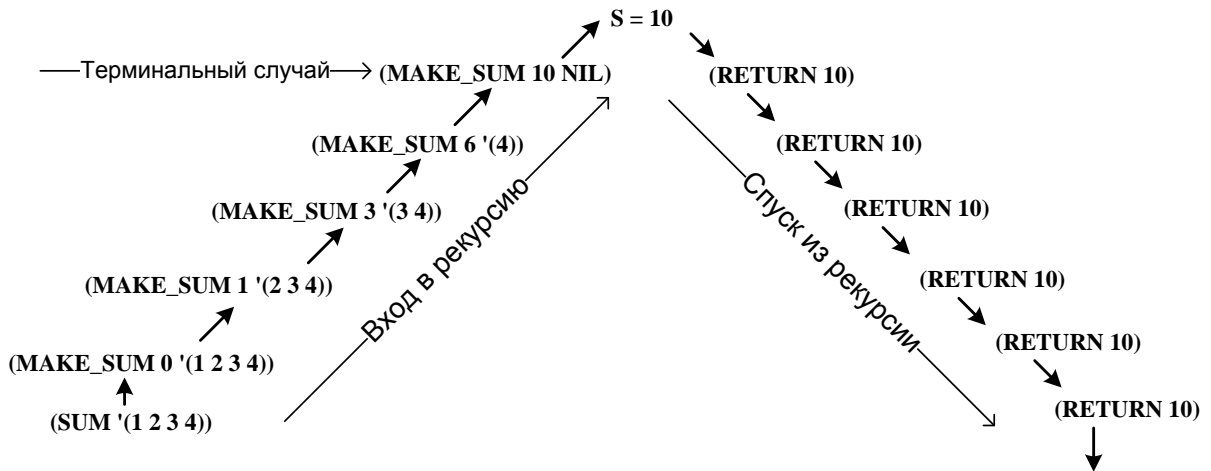 S = 10
Терминальный случай
(MAKE_SUM 10 NIL)
(RETURN 10)
(MAKE_SUM 6 '(4))
(RETURN 10)
(MAKE_SUM 3 '(3 4))
(RETURN 10)
Вход в рекурсию
Спуск из рекурсии
(MAKE_SUM 1 '(2 3 4))
(RETURN 10)
(MAKE_SUM 0 '(1 2 3 4))
(RETURN 10)
(SUM '(1 2 3 4))
(RETURN 10)